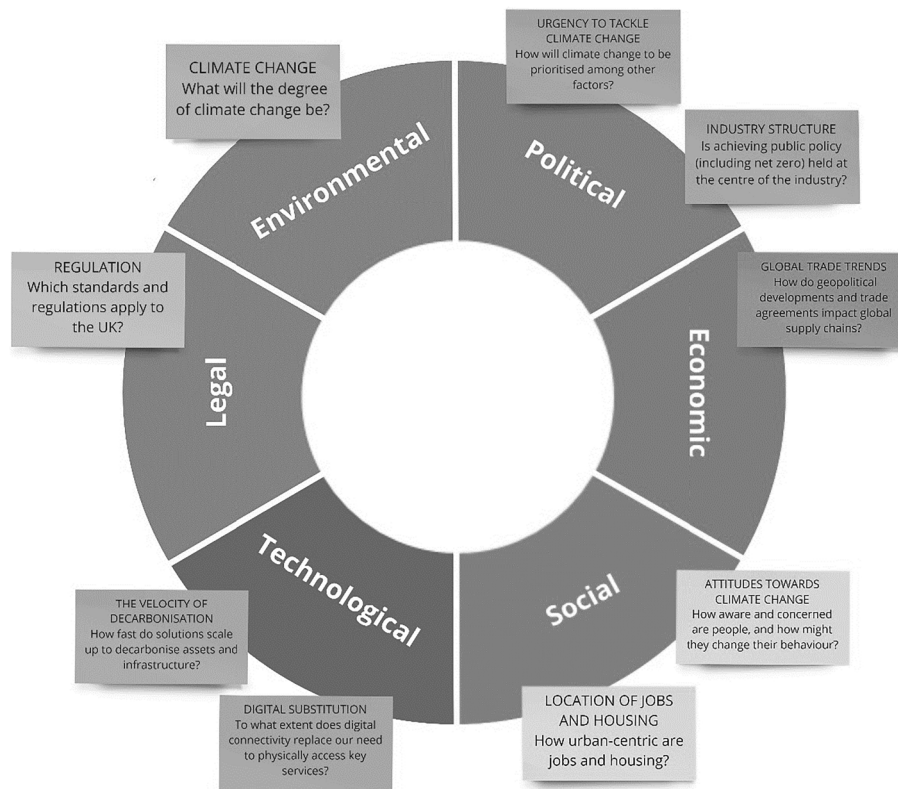 URGENCY TO TACKLE
CLIMATE CHANGE
How will climate change to be
prioritised among other
factors?
CLIMATE CHANGE
What will the degree
of climate change be?
INDUSTRY STRUCTURE
Is achieving public policy
(including net zero) held at
the centre of the industry?
Environmental
Political
REGULATION
Which standards and
regulations apply to
the UK?
GLOBAL TRADE TRENDS
How do geopolitical
developments and trade
agreements impact global
supply chains?
Legal
Economic
Technological
Social
ATTITUDES TOWARDS
CLIMATE CHANGE
How aware and concerned
are people, and how might
they change their behaviour?
THE VELOCITY OF
DECARBONISATION
How fast do solutions scale
up to decarbonise assets and
infrastructure?
LOCATION OF JOBS
AND HOUSING
How urban-centric are
jobs and housing?
DIGITAL SUBSTITUTION
To what extent does digital
connectivity replace our need
to physically access key
services?